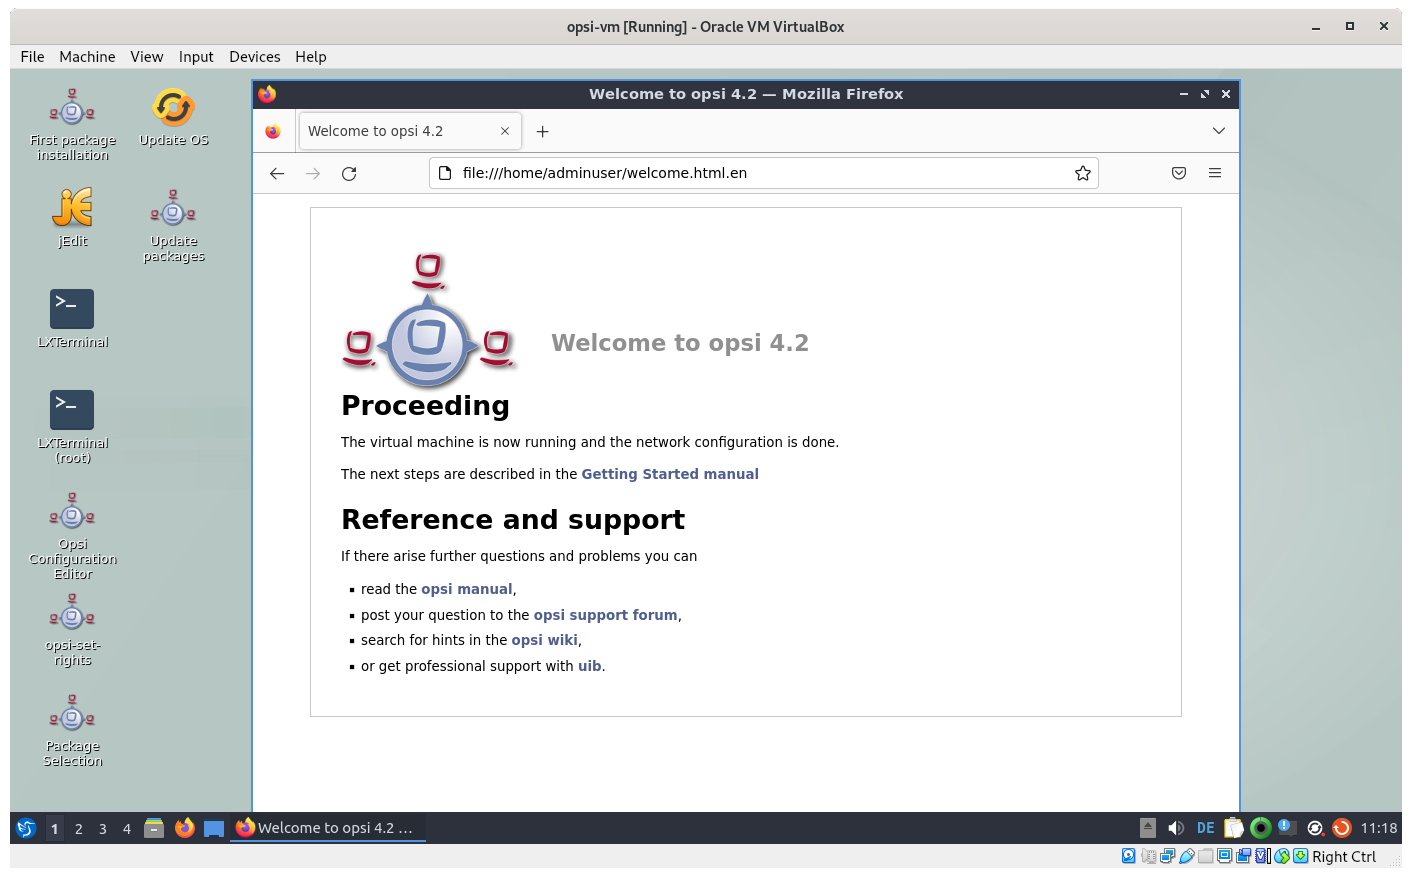 opsi-vm [Running] - Oracle VM VirtualBox
File Machine View Input Devices Help
First package
installation
Update OS
jEdit
Update
packages
LXTerminal
LXTerminal
(root)
Opsi
Configuration
Editor
opsi-set-
rights
Package
Selection
Welcome to opsi 4.2 — Mozilla Firefox
Welcome to opsi 4.2
file:///home/adminuser/welcome.html.en
Welcome to opsi 4.2
Proceeding
The virtual machine is now running and the network configuration is done.
The next steps are described in the Getting Started manual
Reference and support
If there arise further questions and problems you can
▪ read the opsi manual,
▪ post your question to the opsi support forum,
▪ search for hints in the opsi wiki,
▪ or get professional support with uib.
1 2 3 4 Welcome to opsi 4.2 ... DE 11:18
Right Ctrl